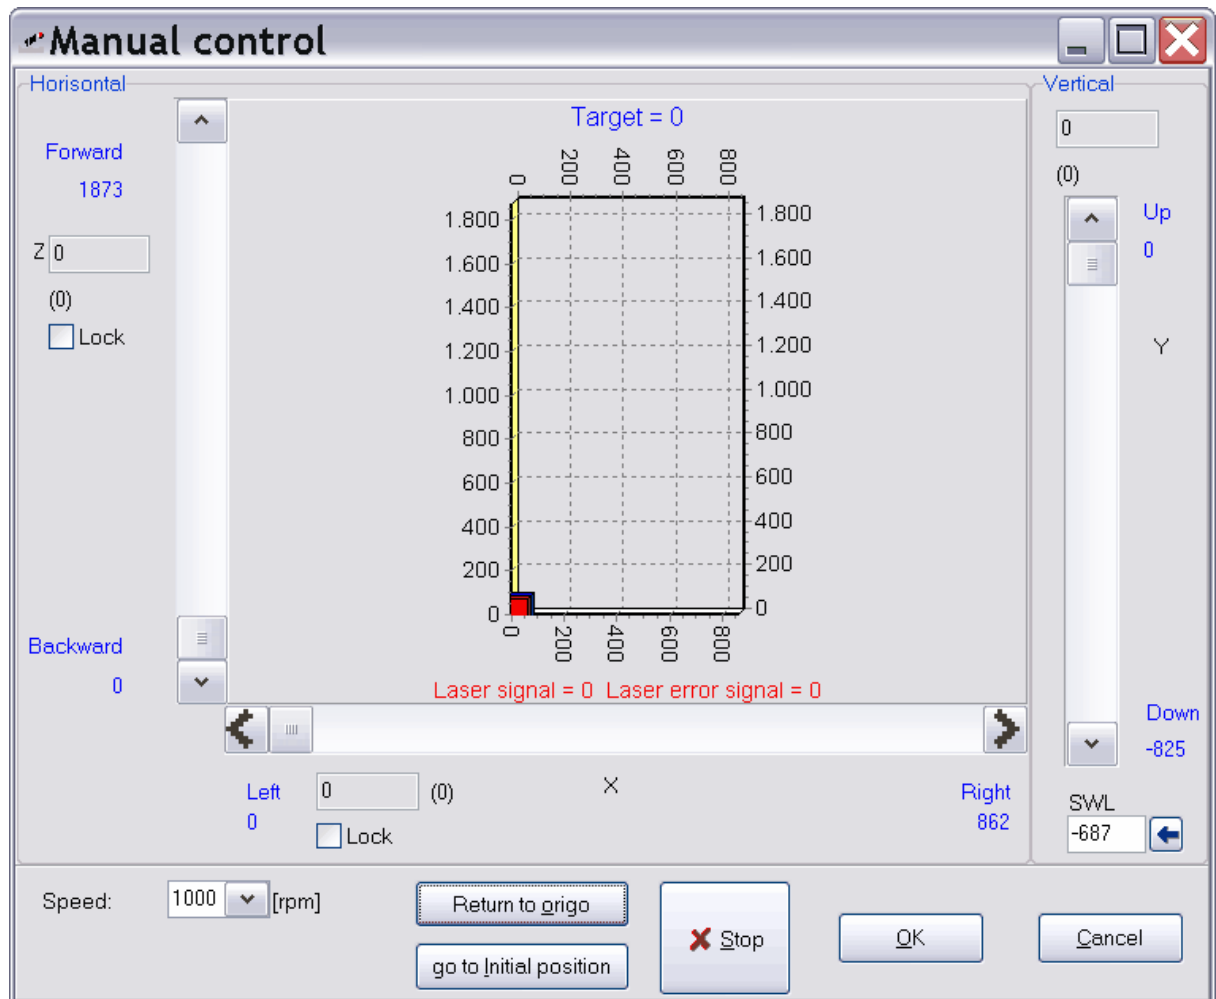 Manual control
Horisontal
Vertical
Forward
1873
Z 0
(0)
Lock
Backward
0
Target = 0
0 200 400 600 800
1.800 1.800
1.600 1.600
1.400 1.400
1.200 1.200
1.000 1.000
800 800
600 600
400 400
200 200
0 0
0 200 400 600 800
Laser signal = 0 Laser error signal = 0
Left
0
0 (0)
Lock
X
Right
862
0
(0)
Up
0
Y
Down
-825
SWL
-687
Speed: 1000 [rpm]
Return to origo
go to Initial position
Stop
OK
Cancel